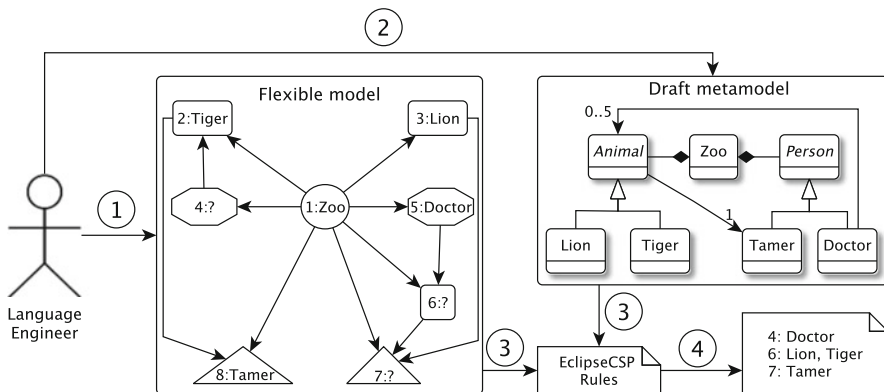 2
Flexible model
Draft metamodel
2:Tiger
3:Lion
0..5
Animal
Zoo
Person
1
4:?
1:Zoo
5:Doctor
1
Lion
Tiger
Tamer
Doctor
6:?
Language
Engineer
3
8:Tamer
7:?
3
EclipseCSP
Rules
4
4: Doctor
6: Lion, Tiger
7: Tamer